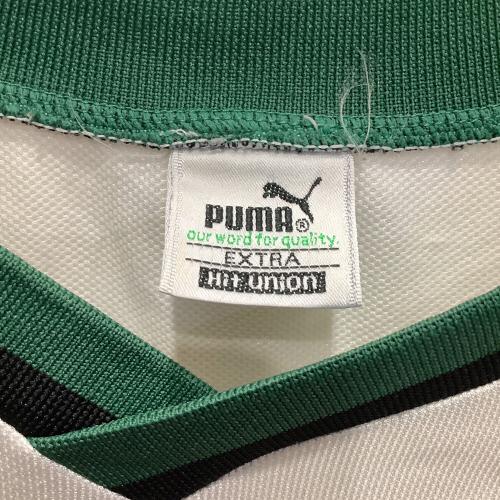 PUMA®
our word for quality.
EXTRA
Hit union